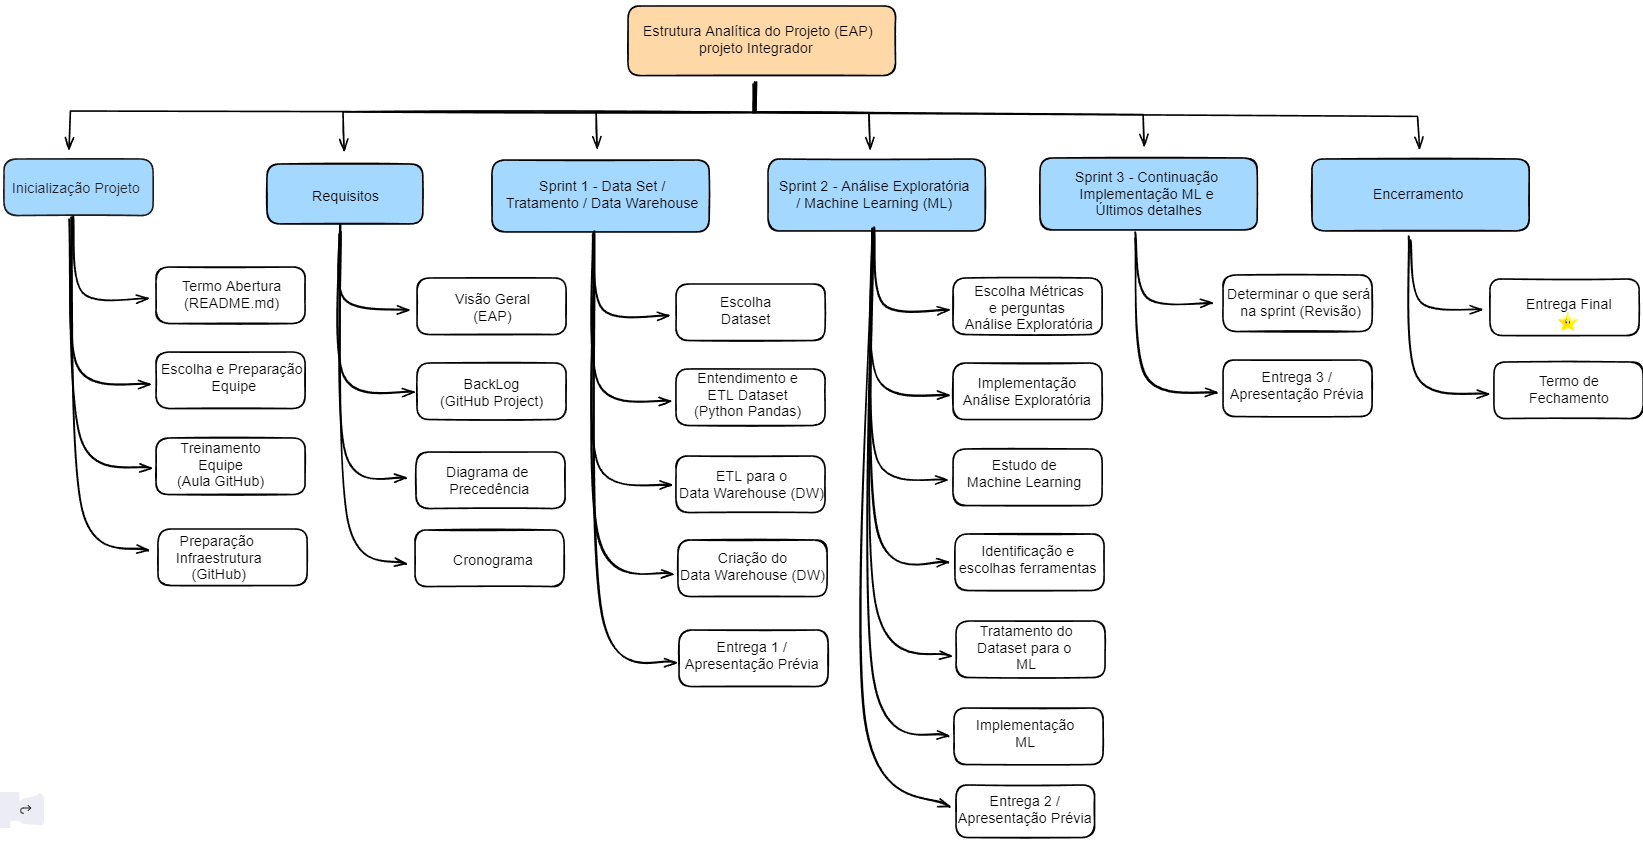 Estrutura Analítica do Projeto (EAP)
projeto Integrador
Inicialização Projeto
Termo Abertura
(README.md)
Escolha e Preparação
Equipe
Treinamento
Equipe
(Aula GitHub)
Preparação
Infraestrutura
(GitHub)
Requisitos
Visão Geral
(EAP)
BackLog
(GitHub Project)
Diagrama de
Precedência
Cronograma
Sprint 1 - Data Set /
Tratamento / Data Warehouse
Escolha
Dataset
Entendimento e
ETL Dataset
(Python Pandas)
ETL para o
Data Warehouse (DW)
Criação do
Data Warehouse (DW)
Entrega 1 /
Apresentação Prévia
Sprint 2 - Análise Exploratória
/ Machine Learning (ML)
Escolha Métricas
e perguntas
Análise Exploratória
Implementação
Análise Exploratória
Estudo de
Machine Learning
Identificação e
escolhas ferramentas
Tratamento do
Dataset para o
ML
Implementação
ML
Entrega 2 /
Apresentação Prévia
Sprint 3 - Continuação
Implementação ML e
Últimos detalhes
Determinar o que será
na sprint (Revisão)
Entrega 3 /
Apresentação Prévia
Encerramento
Entrega Final
Termo de
Fechamento